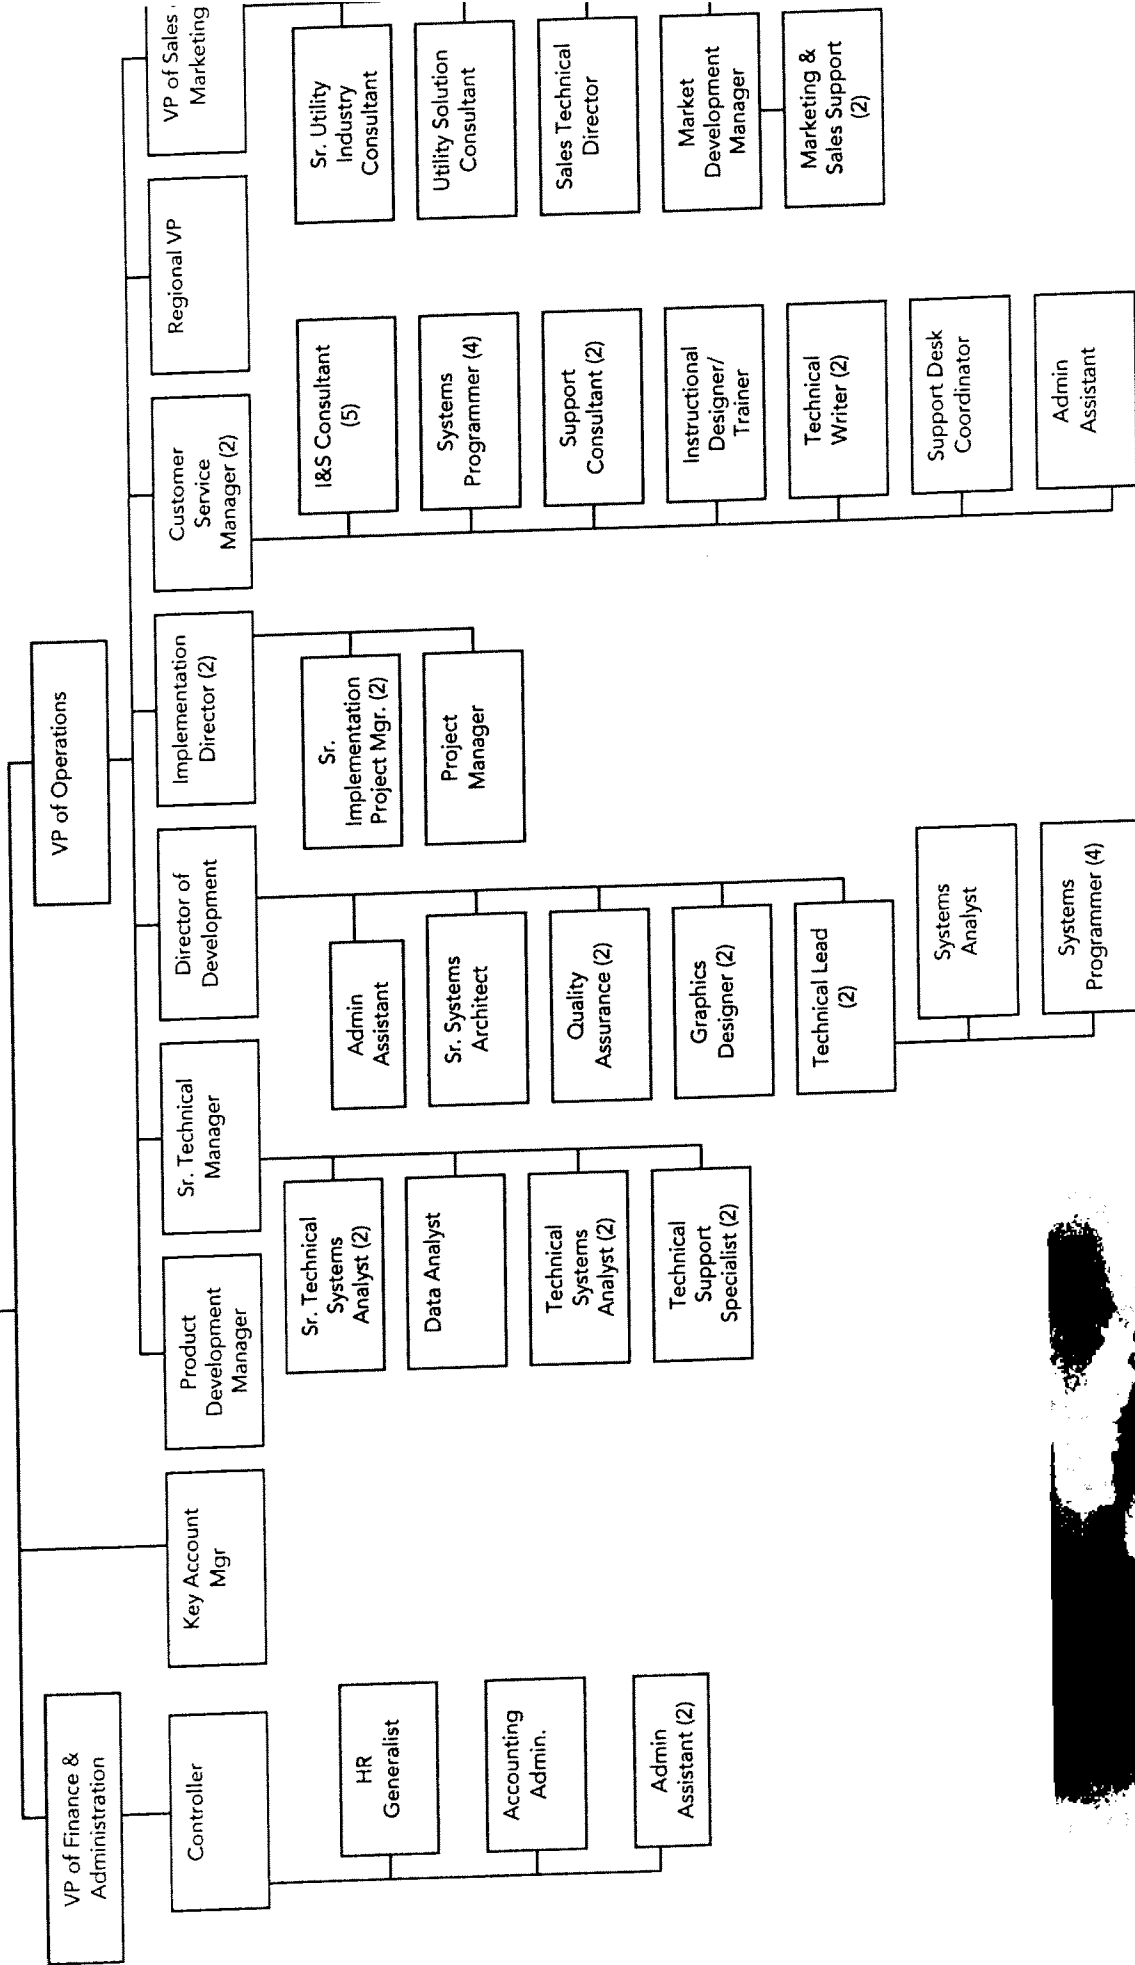 VP of Finance &
Administration
VP of Operations
Controller
Key Account
Mgr
Product
Development
Manager
Sr. Technical
Manager
Director of
Development
Implementation
Director (2)
Customer
Service
Manager (2)
Regional VP
VP of Sales
Marketing
HR
Generalist
Accounting
Admin.
Admin
Assistant (2)
Sr. Technical
Systems
Analyst (2)
Data Analyst
Technical
Systems
Analyst (2)
Technical
Support
Specialist (2)
Admin
Assistant
Sr. Systems
Architect
Quality
Assurance (2)
Graphics
Designer (2)
Technical Lead
(2)
Systems
Analyst
Systems
Programmer (4)
Sr.
Implementation
Project Mgr. (2)
Project
Manager
I&S Consultant
(5)
Systems
Programmer (4)
Support
Consultant (2)
Instructional
Designer/
Trainer
Technical
Writer (2)
Support Desk
Coordinator
Admin
Assistant
Sr. Utility
Industry
Consultant
Utility Solution
Consultant
Sales Technical
Director
Market
Development
Manager
Marketing &
Sales Support
(2)